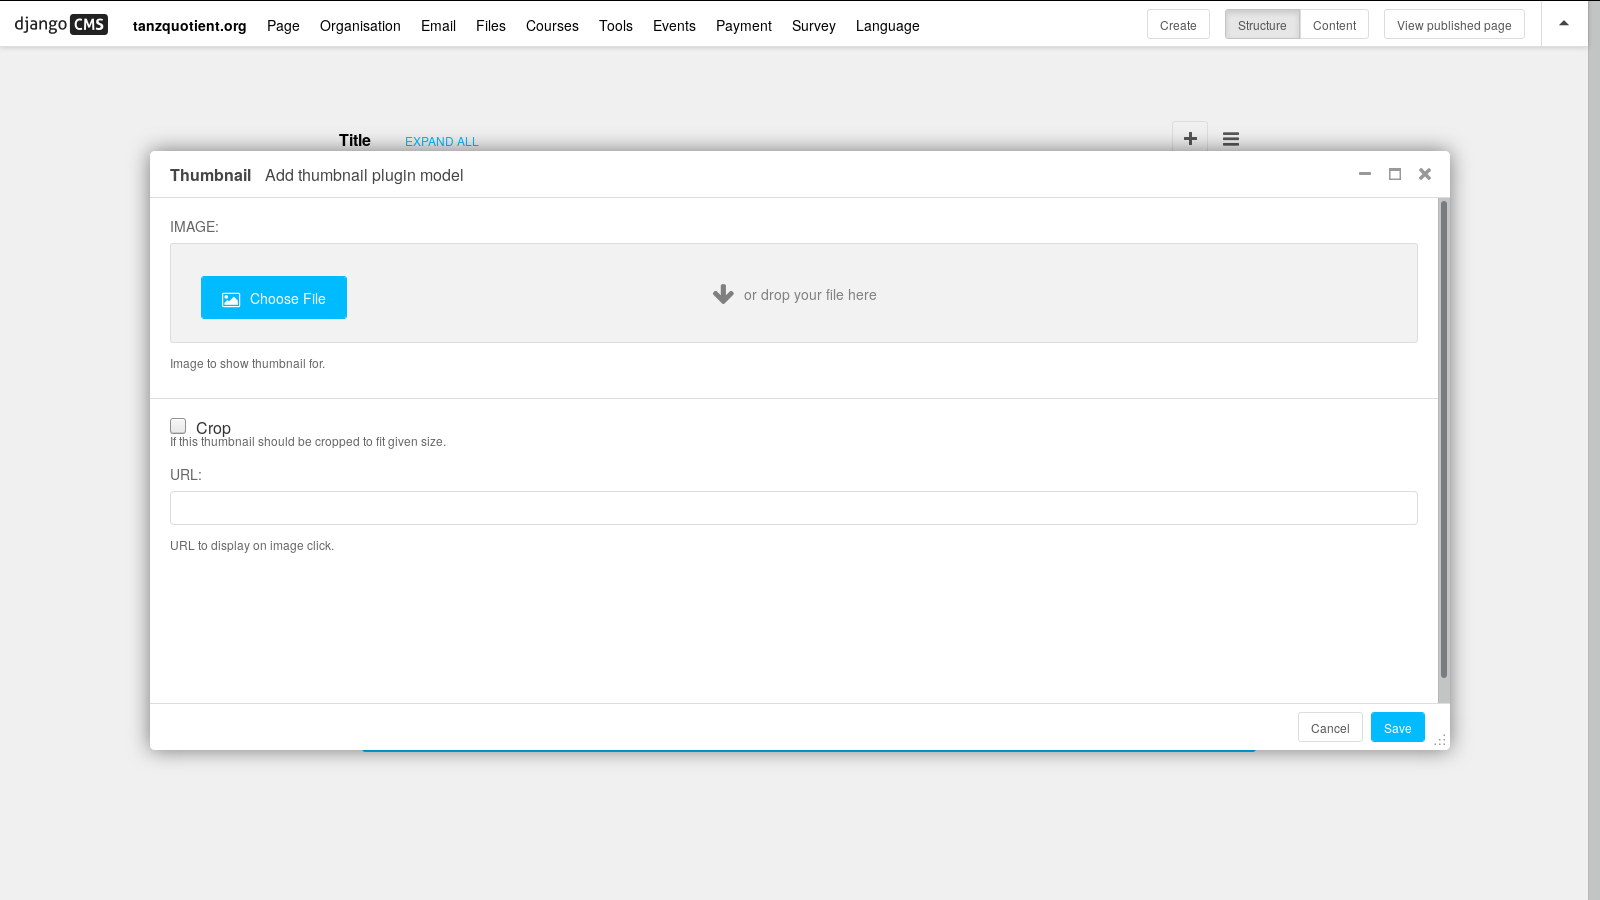 django CMS tanzquotient.org Page Organisation Email Files Courses Tools Events Payment Survey Language Create Structure Content View published page
Title EXPAND ALL
Thumbnail Add thumbnail plugin model
IMAGE:
Choose File or drop your file here
Image to show thumbnail for.
Crop
If this thumbnail should be cropped to fit given size.
URL:
URL to display on image click.
Cancel Save